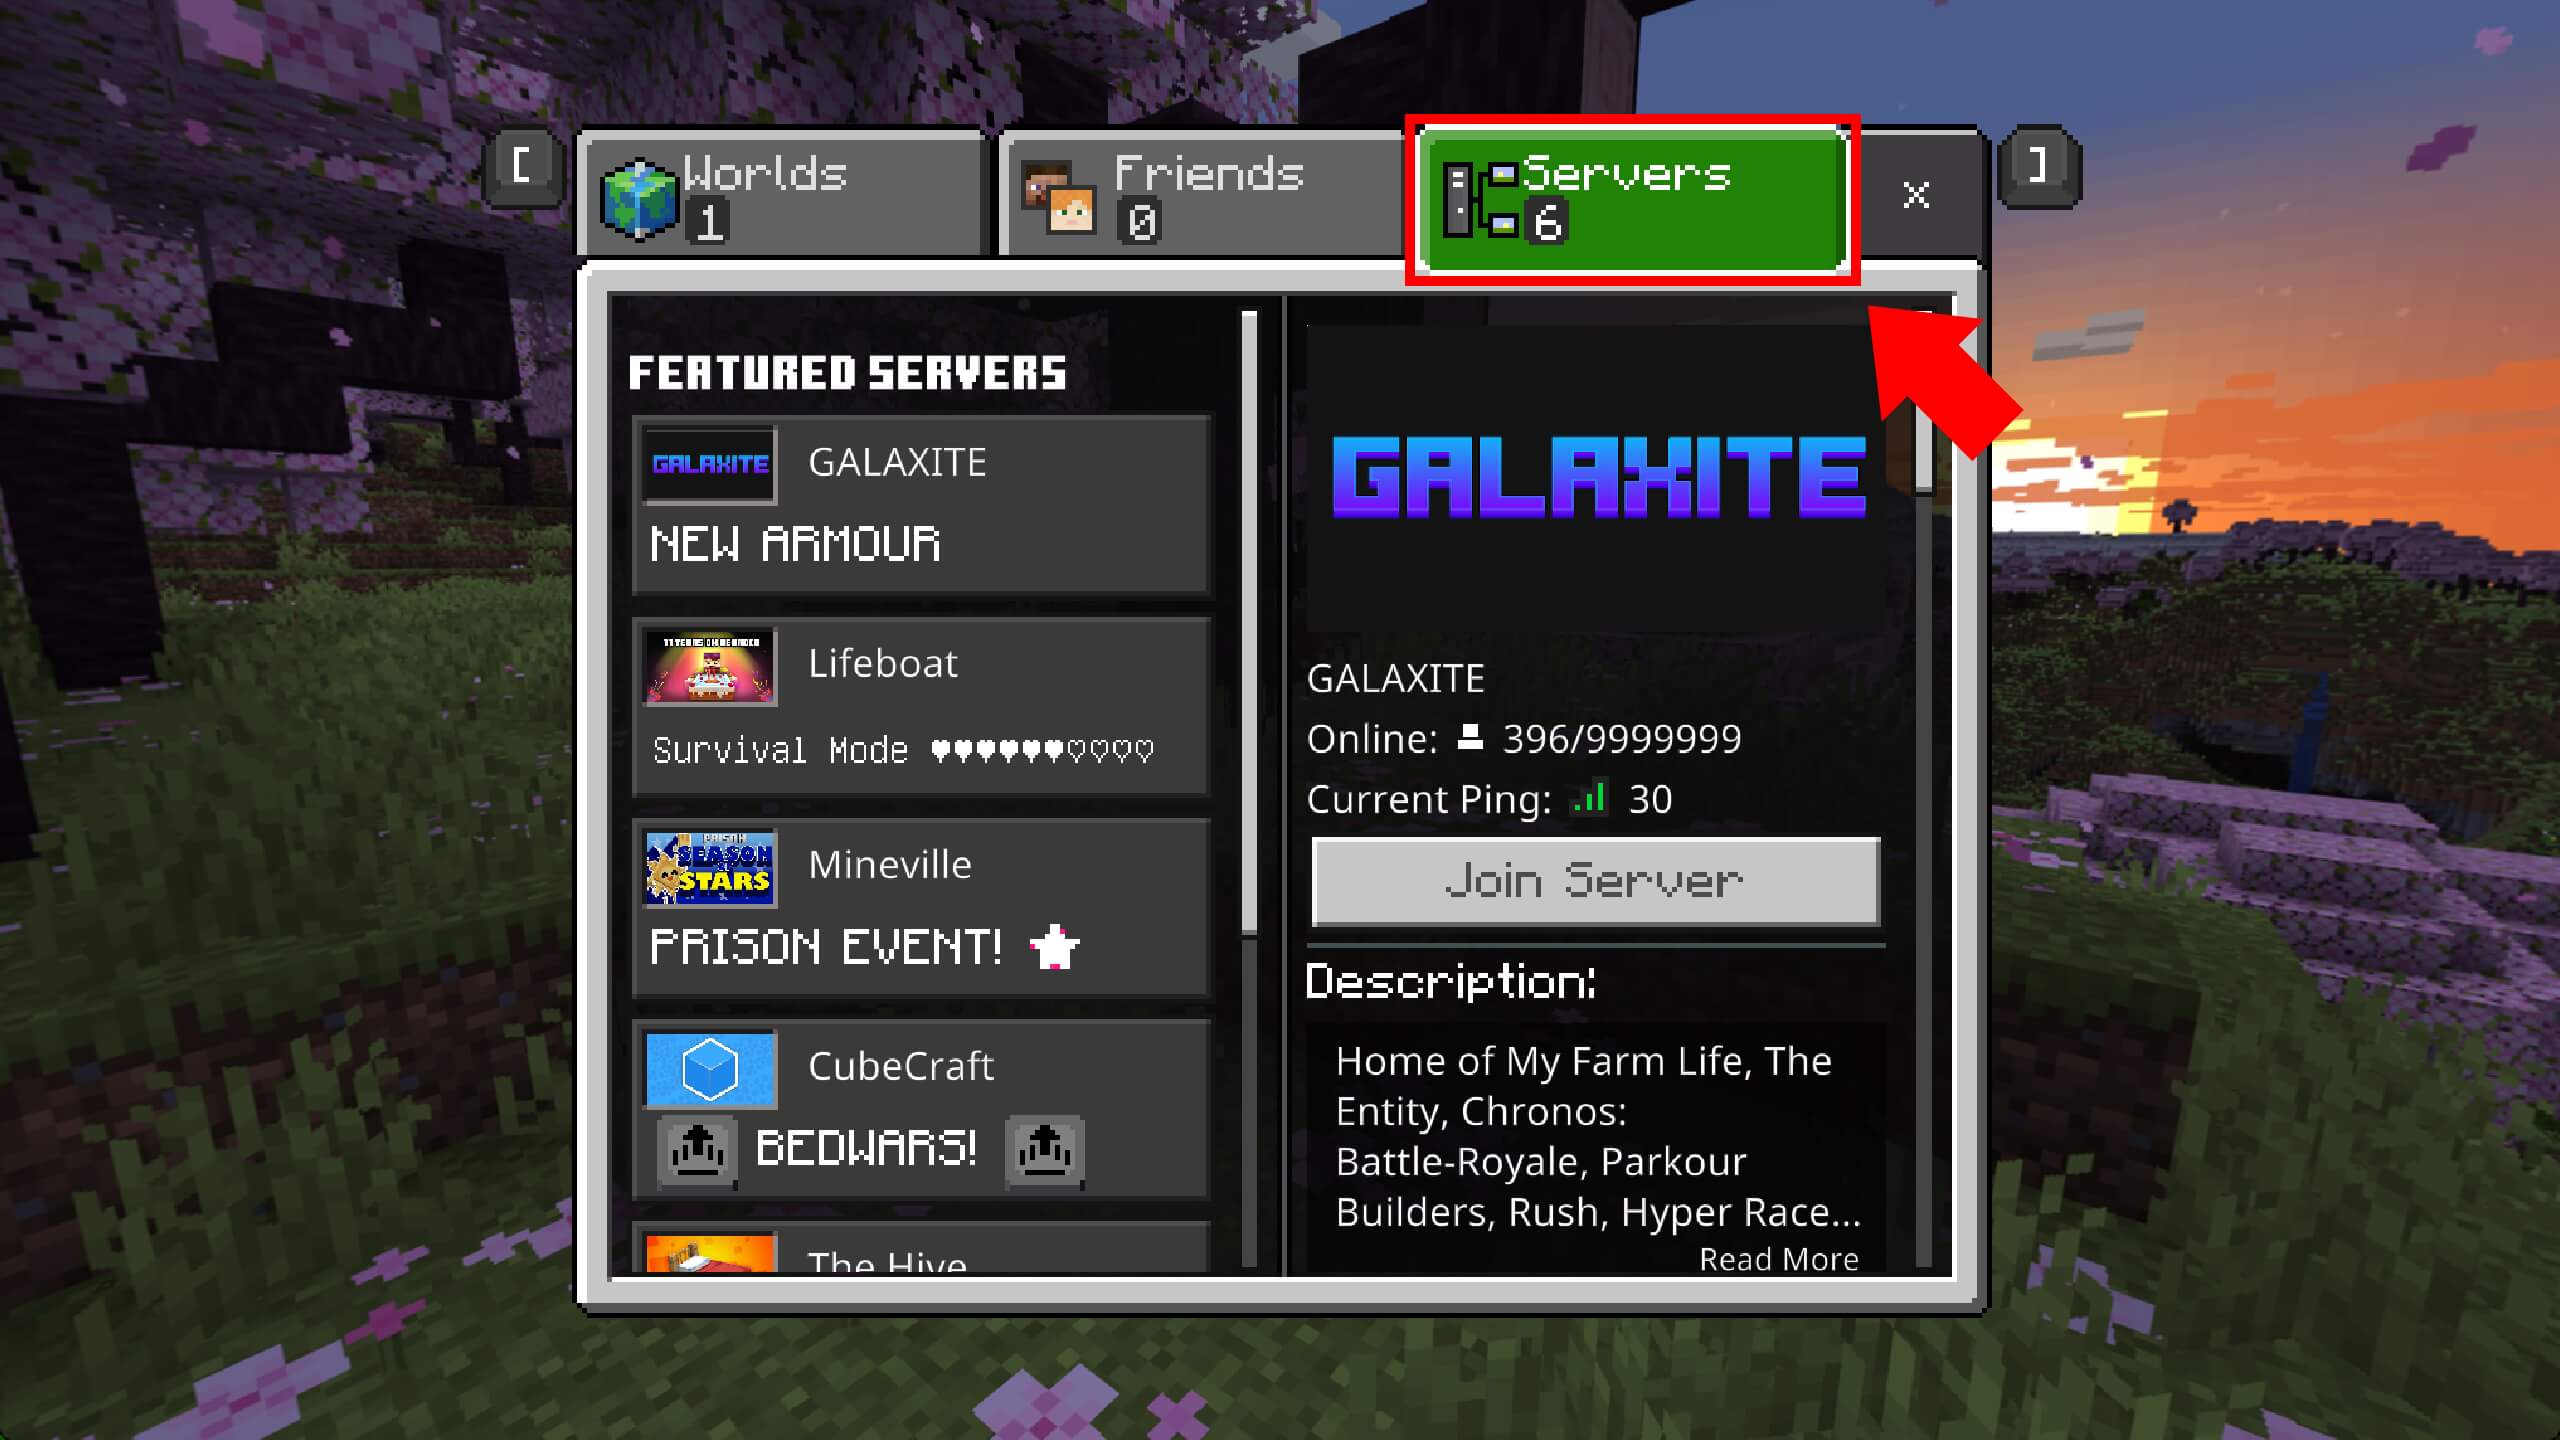 [
Worlds
1
Friends
0
Servers
6
x
]
FEATURED SERVERS
GALAXITE
GALAXITE
NEW ARMOUR
Lifeboat
Survival Mode ♥♥♥♥♥♥♡♡♡♡
PRISON
SEASON
STARS
Mineville
PRISON EVENT!
CubeCraft
BEDWARS!
The Hive
GALAXITE
GALAXITE
Online: 396/9999999
Current Ping: 30
Join Server
Description:
Home of My Farm Life, The
Entity, Chronos:
Battle-Royale, Parkour
Builders, Rush, Hyper Race...
Read More